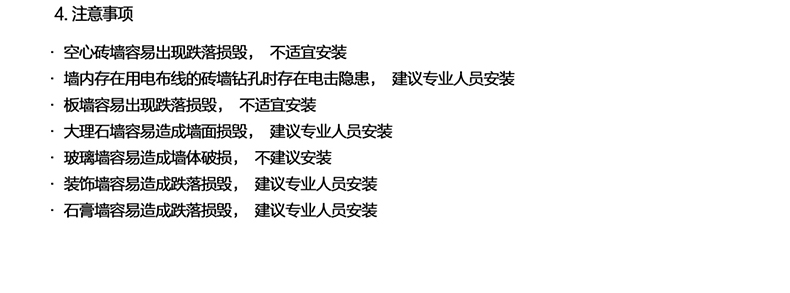 4. 注意事项
· 空心砖墙容易出现跌落损毁， 不适宜安装
· 墙内存在用电布线的砖墙钻孔时存在电击隐患， 建议专业人员安装
· 板墙容易出现跌落损毁， 不适宜安装
· 大理石墙容易造成墙面损毁， 建议专业人员安装
· 玻璃墙容易造成墙体破损， 不建议安装
· 装饰墙容易造成跌落损毁， 建议专业人员安装
· 石膏墙容易造成跌落损毁， 建议专业人员安装